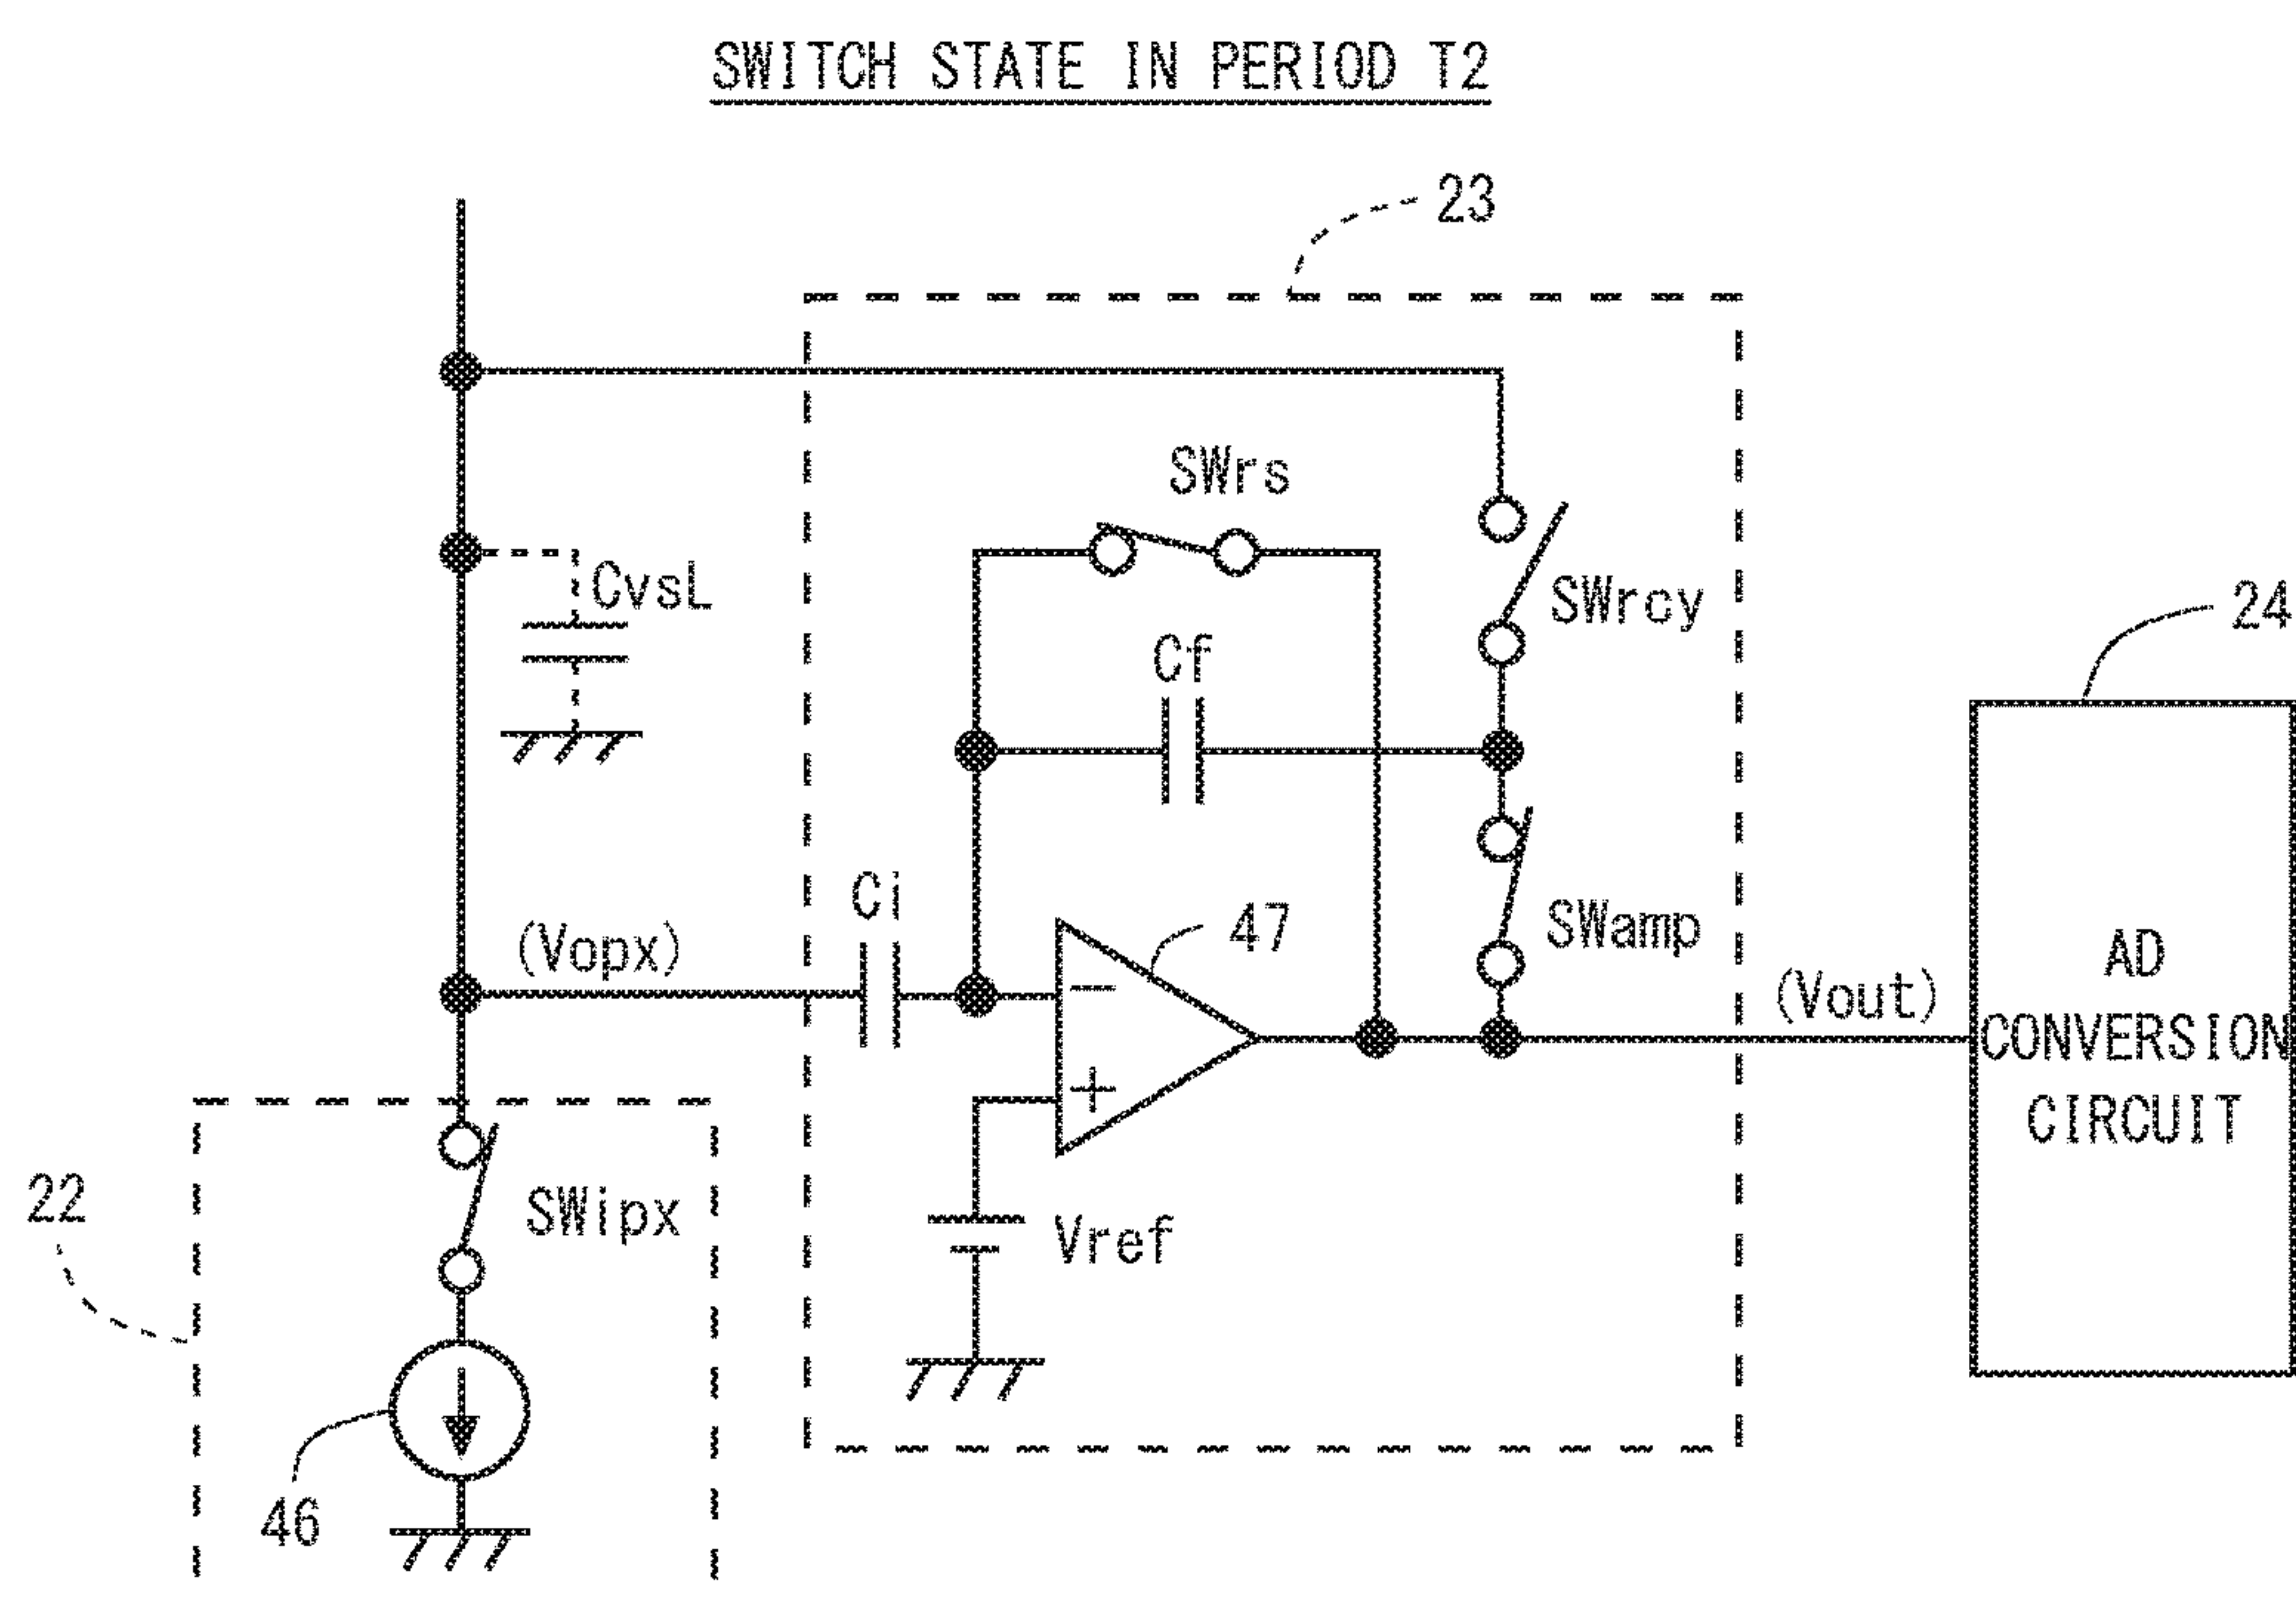 SWITCH STATE IN PERIOD T2
23
SWrs
CvsL
SWrcy
24
Cf
Ci
47
SWamp
(Vopx)
−
(Vout)
AD
CONVERSION
CIRCUIT
+
22
SWipx
Vref
46